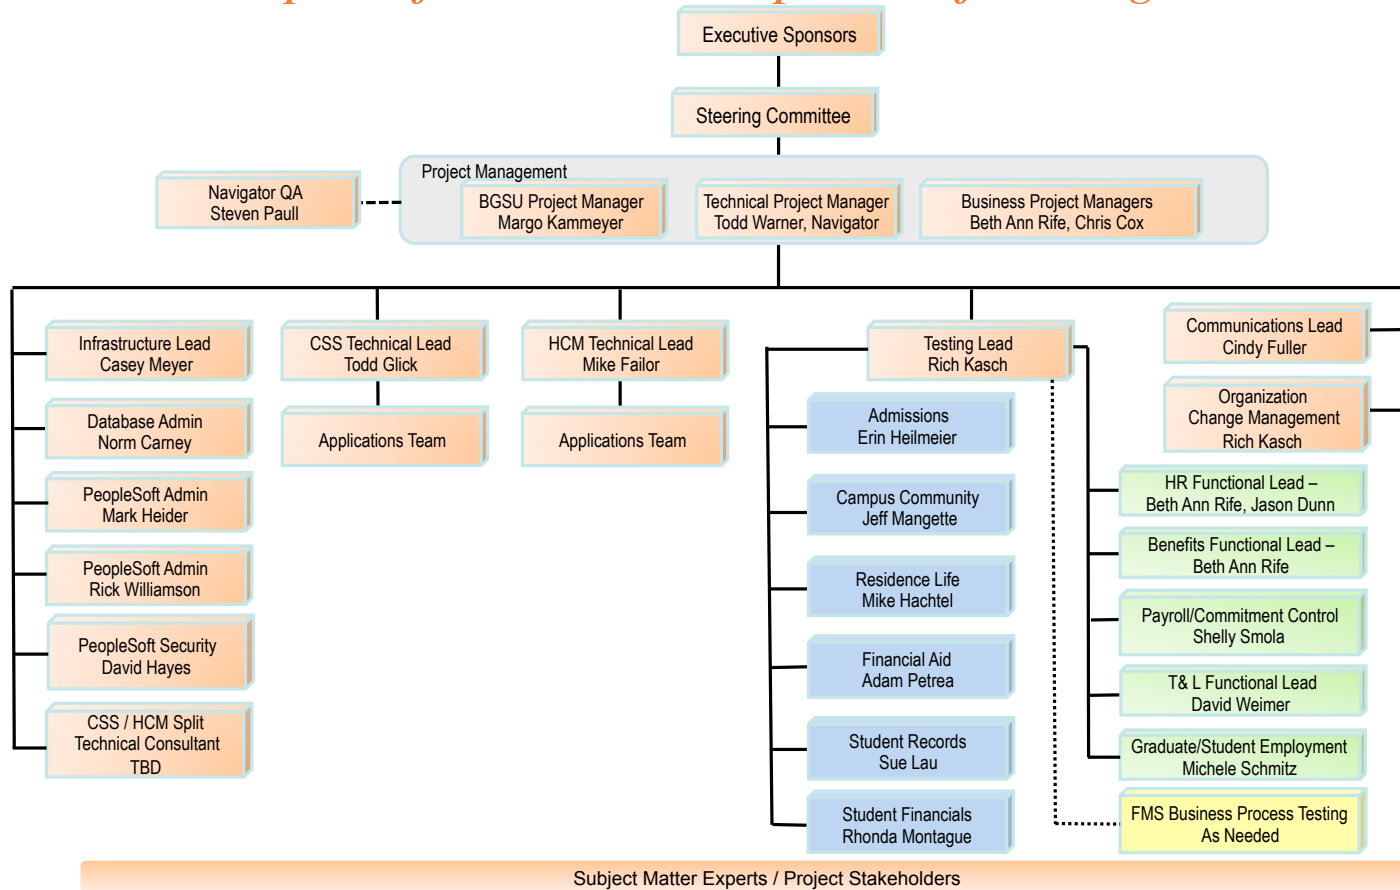 Executive Sponsors
Steering Committee
Project Management
Navigator QA
Steven Paull
BGSU Project Manager
Margo Kammeyer
Technical Project Manager
Todd Warner, Navigator
Business Project Managers
Beth Ann Rife, Chris Cox
Infrastructure Lead
Casey Meyer
Database Admin
Norm Carney
PeopleSoft Admin
Mark Heider
PeopleSoft Admin
Rick Williamson
PeopleSoft Security
David Hayes
CSS / HCM Split
Technical Consultant
TBD
CSS Technical Lead
Todd Glick
Applications Team
HCM Technical Lead
Mike Failor
Applications Team
Testing Lead
Rich Kasch
Admissions
Erin Heilmeier
Campus Community
Jeff Mangette
Residence Life
Mike Hachtel
Financial Aid
Adam Petrea
Student Records
Sue Lau
Student Financials
Rhonda Montague
Communications Lead
Cindy Fuller
Organization
Change Management
Rich Kasch
HR Functional Lead –
Beth Ann Rife, Jason Dunn
Benefits Functional Lead –
Beth Ann Rife
Payroll/Commitment Control
Shelly Smola
T& L Functional Lead
David Weimer
Graduate/Student Employment
Michele Schmitz
FMS Business Process Testing
As Needed
Subject Matter Experts / Project Stakeholders